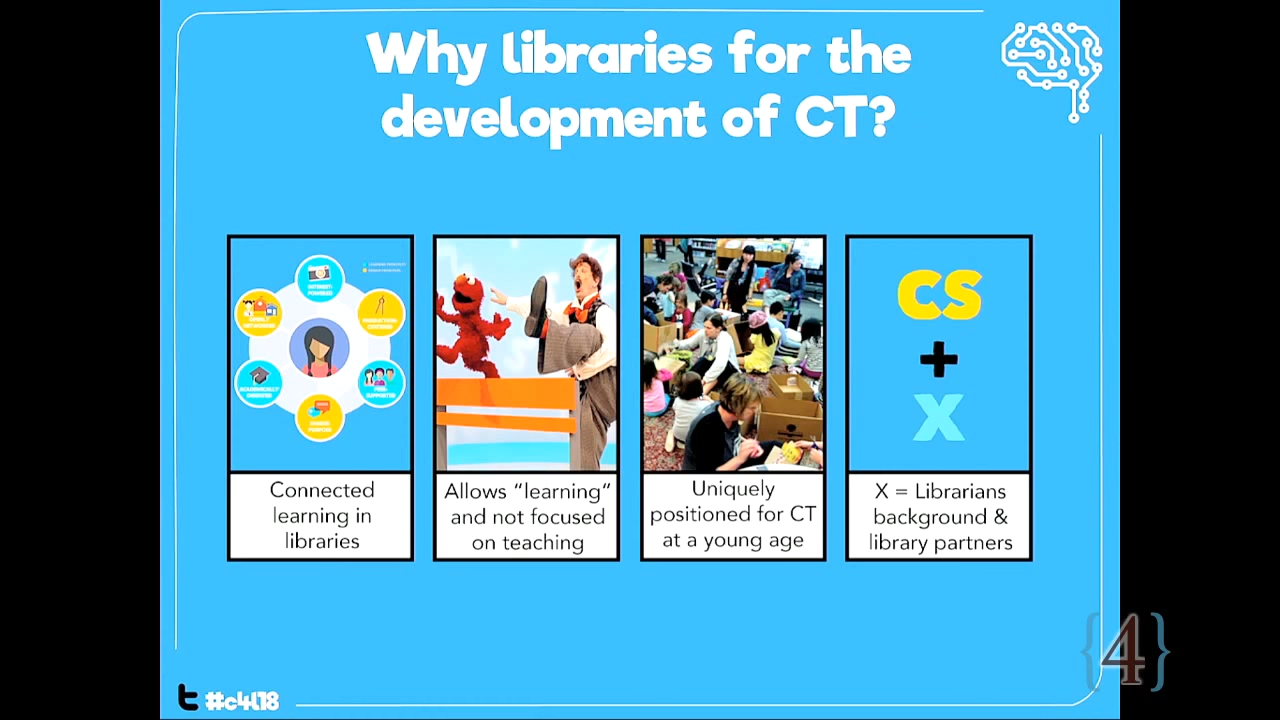 Why libraries for the
development of CT?
CS
+
X
Connected
learning in
libraries
Allows “learning“
and not focused
on teaching
Uniquely
positioned for CT
at a young age
X = Librarians
background &
library partners
#c4l18
{4}